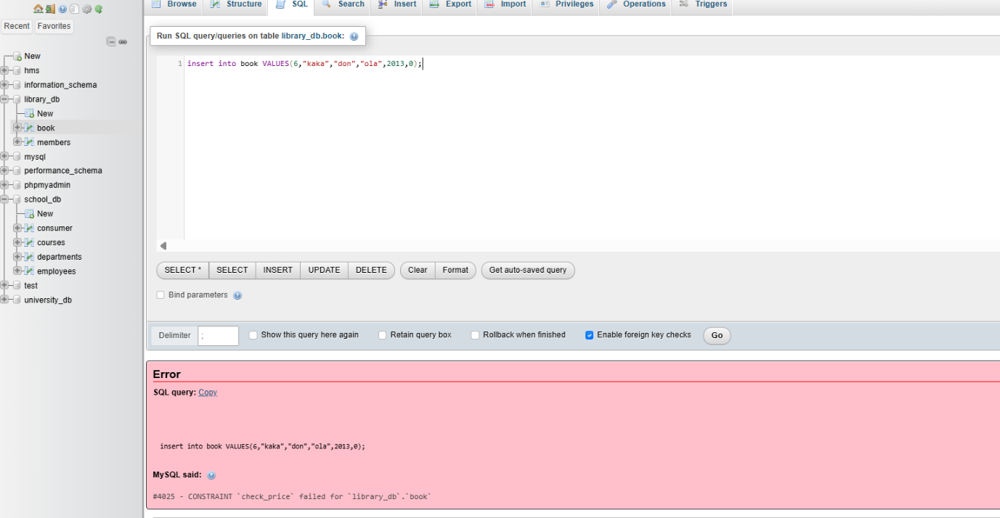 Browse Structure SQL Search Insert Export Import Privileges Operations Triggers
Recent Favorites
New
hms
information_schema
library_db
New
book
members
mysql
performance_schema
phpmyadmin
school_db
New
consumer
courses
departments
employees
test
university_db
Run SQL query/queries on table library_db.book:
1 insert into book VALUES(6,"kaka","don","ola",2013,0);
SELECT * SELECT INSERT UPDATE DELETE Clear Format Get auto-saved query
Bind parameters
Delimiter ; Show this query here again Retain query box Rollback when finished Enable foreign key checks Go
Error
SQL query: Copy
insert into book VALUES(6,"kaka","don","ola",2013,0);
MySQL said:
#4025 - CONSTRAINT `check_price` failed for `library_db`.`book`